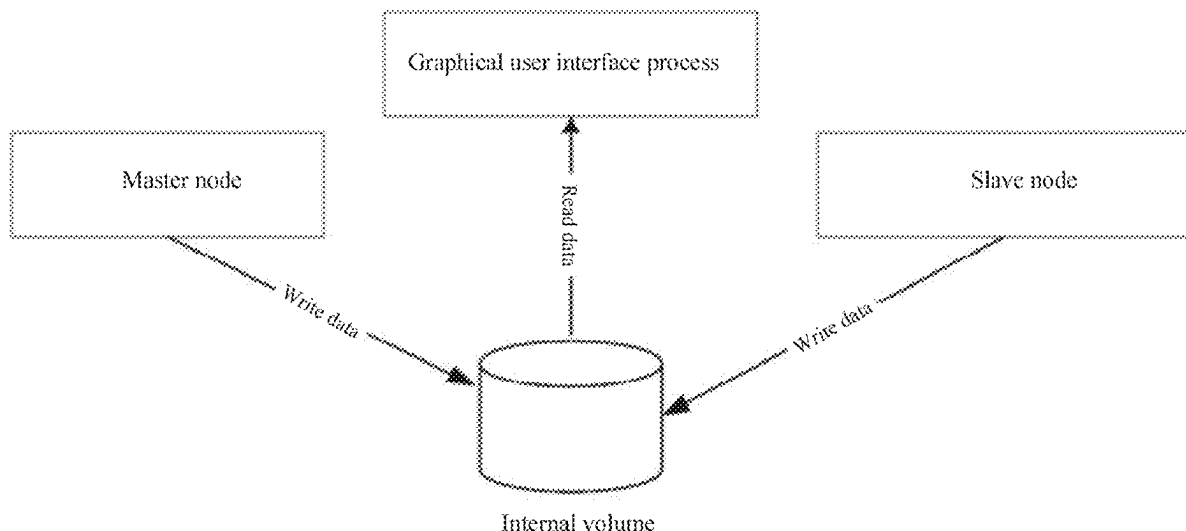 Graphical user interface process
Master node
Slave node
Read data
Write data
Write data
Internal volume